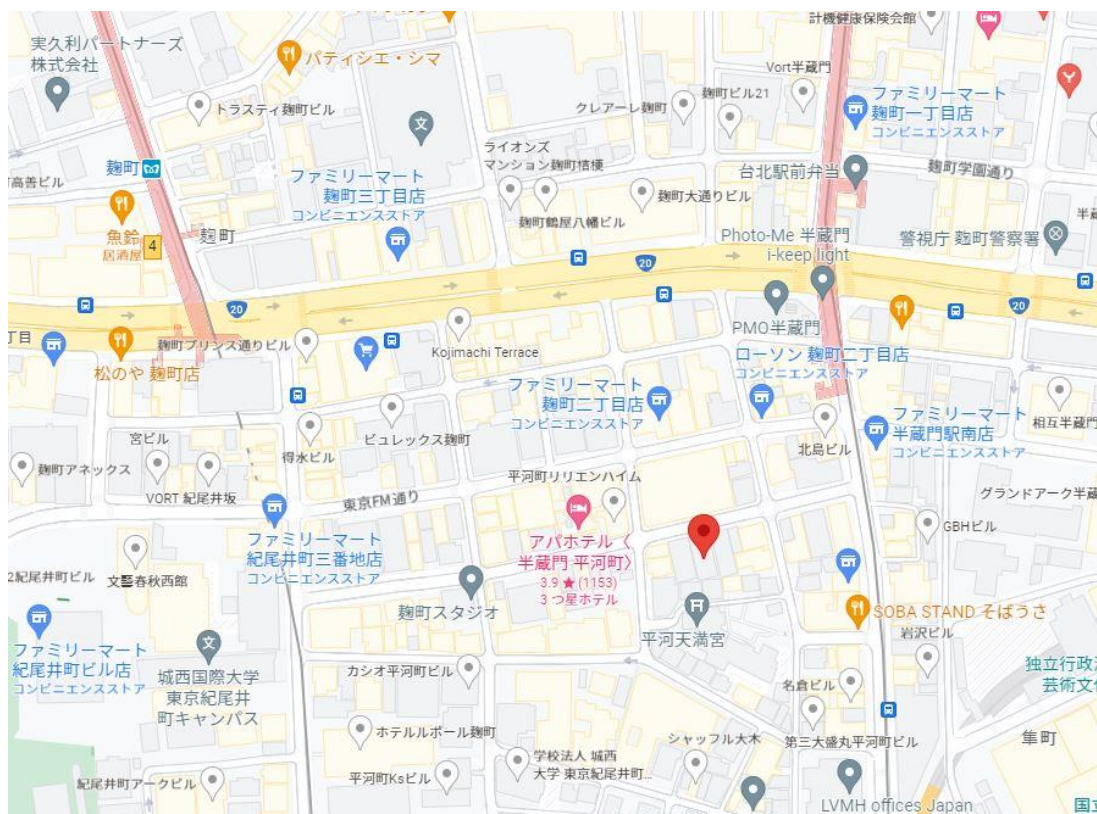 実久利パートナーズ
株式会社
パティシエ・シマ
トラスティ麹町ビル
計機健康保険会館
Vort半蔵門
麹町ビル21
クレアーレ麹町
ファミリーマート
麹町一丁目店
コンビニエンスストア
文
ライオンズ
マンション麹町桔梗
麹町
高善ビル
ファミリーマート
麹町三丁目店
コンビニエンスストア
台北駅前弁当
麹町学園通り
麹町大通りビル
麹町鶴屋八幡ビル
魚鈴
居酒屋
4
麹町
Photo-Me 半蔵門
i-keep light
警視庁 麴町警察署
20
20
20
PMO半蔵門
丁目
麹町プリンス通りビル
Kojimachi Terrace
松のや 麹町店
ローソン 麹町二丁目店
コンビニエンスストア
ファミリーマート
麹町二丁目店
コンビニエンスストア
ファミリーマート
半蔵門駅南店
コンビニエンスストア
相互半蔵門
宮ビル
得水ビル
ビュレックス麹町
北島ビル
麹町アネックス
VORT 紀尾井坂
東京FM通り
平河町リリエンハイム
グランドアーク半蔵
GBHビル
ファミリーマート
紀尾井町三番地店
コンビニエンスストア
アパホテル〈
半蔵門 平河町〉
3.9 ★ (1153)
3 つ星ホテル
文藝春秋西館
紀尾井町ビル
麹町スタジオ
SOBA STAND そばうさ
岩沢ビル
平河天満宮
ファミリーマート
紀尾井町ビル店
コンビニエンスストア
文
城西国際大学
東京紀尾井
町キャンパス
カシオ平河町ビル
独立行政
芸術文
名倉ビル
ホテルルポール麹町
シャッフル大木
第三大盛丸平河町ビル
隼町
学校法人 城西
大学 東京紀尾井町...
平河町Ksビル
紀尾井町アークビル
LVMH offices Japan
国立